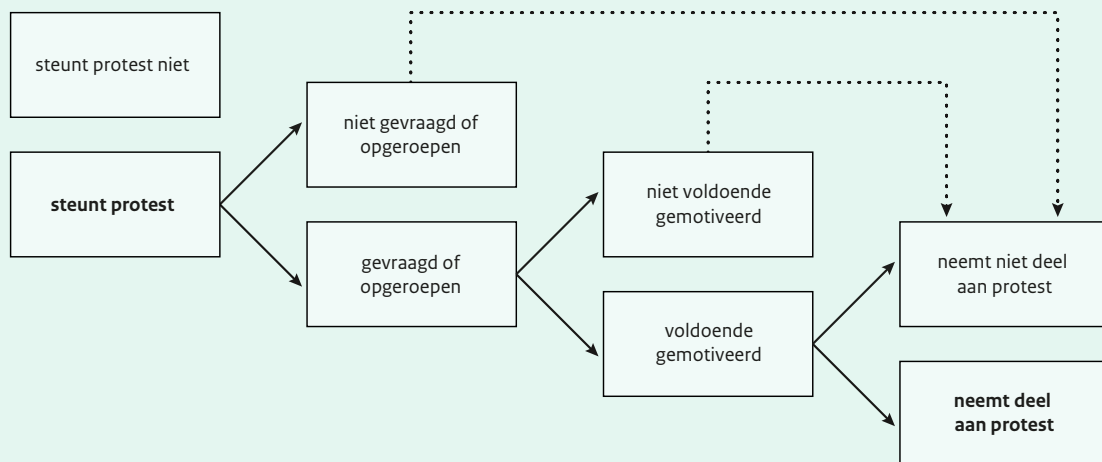 steunt protest niet
steunt protest
niet gevraagd of
opgeroepen
gevraagd of
opgeroepen
niet voldoende
gemotiveerd
voldoende
gemotiveerd
neemt niet deel
aan protest
neemt deel
aan protest